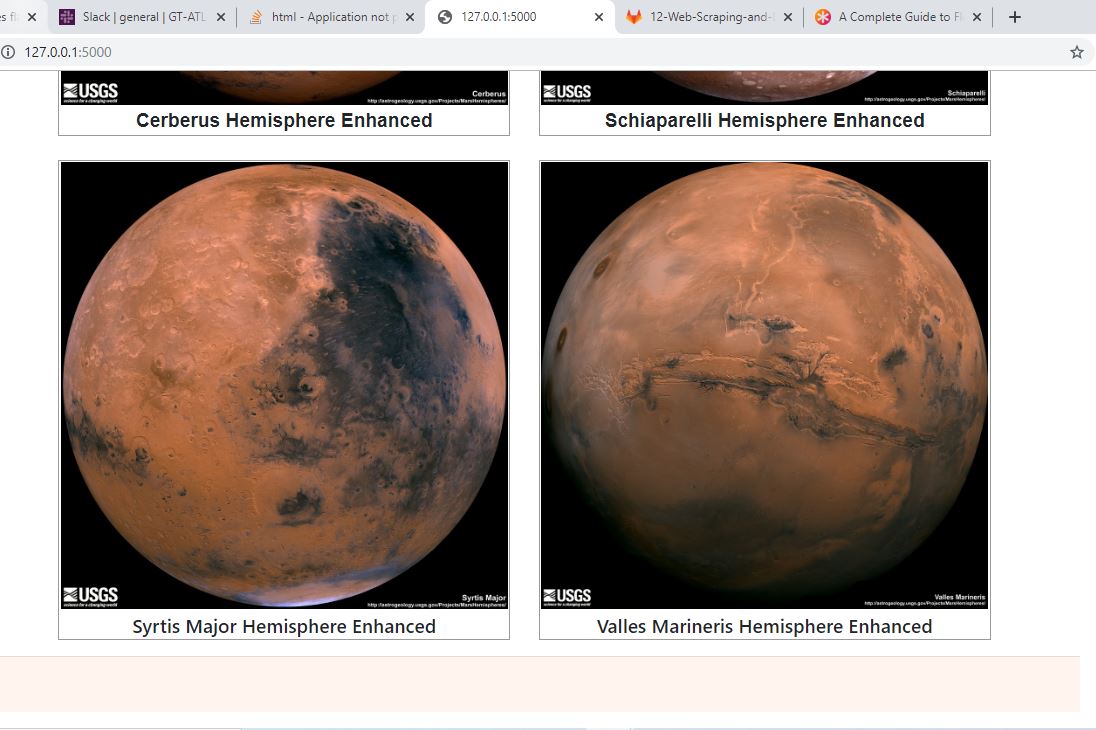 es fl
Slack | general | GT-ATL
html - Application not p
127.0.0.1:5000
12-Web-Scraping-and-
A Complete Guide to Fl
127.0.0.1:5000
USGS
science for a changing world
Cerberus
http://astrogeology.usgs.gov/Projects/MarsHemispheres/
Cerberus Hemisphere Enhanced
USGS
science for a changing world
Schiaparelli
http://astrogeology.usgs.gov/Projects/MarsHemispheres/
Schiaparelli Hemisphere Enhanced
USGS
science for a changing world
Syrtis Major
http://astrogeology.usgs.gov/Projects/MarsHemispheres/
Syrtis Major Hemisphere Enhanced
USGS
science for a changing world
Valles Marineris
http://astrogeology.usgs.gov/Projects/MarsHemispheres/
Valles Marineris Hemisphere Enhanced